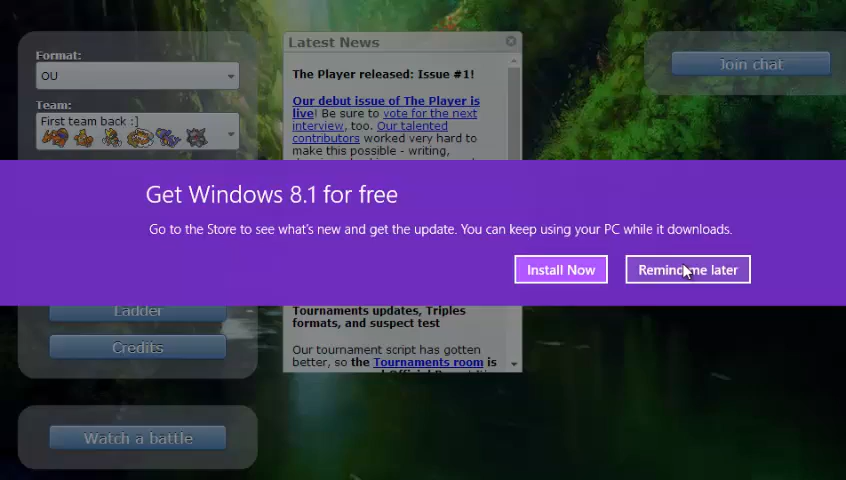 Format:
OU
Team:
First team back :]
Latest News
The Player released: Issue #1!
Our debut issue of The Player is
live! Be sure to vote for the next
interview, too. Our talented
contributors worked very hard to
make this possible - writing,
Join chat
Get Windows 8.1 for free
Go to the Store to see what's new and get the update. You can keep using your PC while it downloads.
Install Now
Remind me later
Ladder
Credits
Watch a battle
Tournaments updates, Triples
formats, and suspect test
Our tournament script has gotten
better, so the Tournaments room is